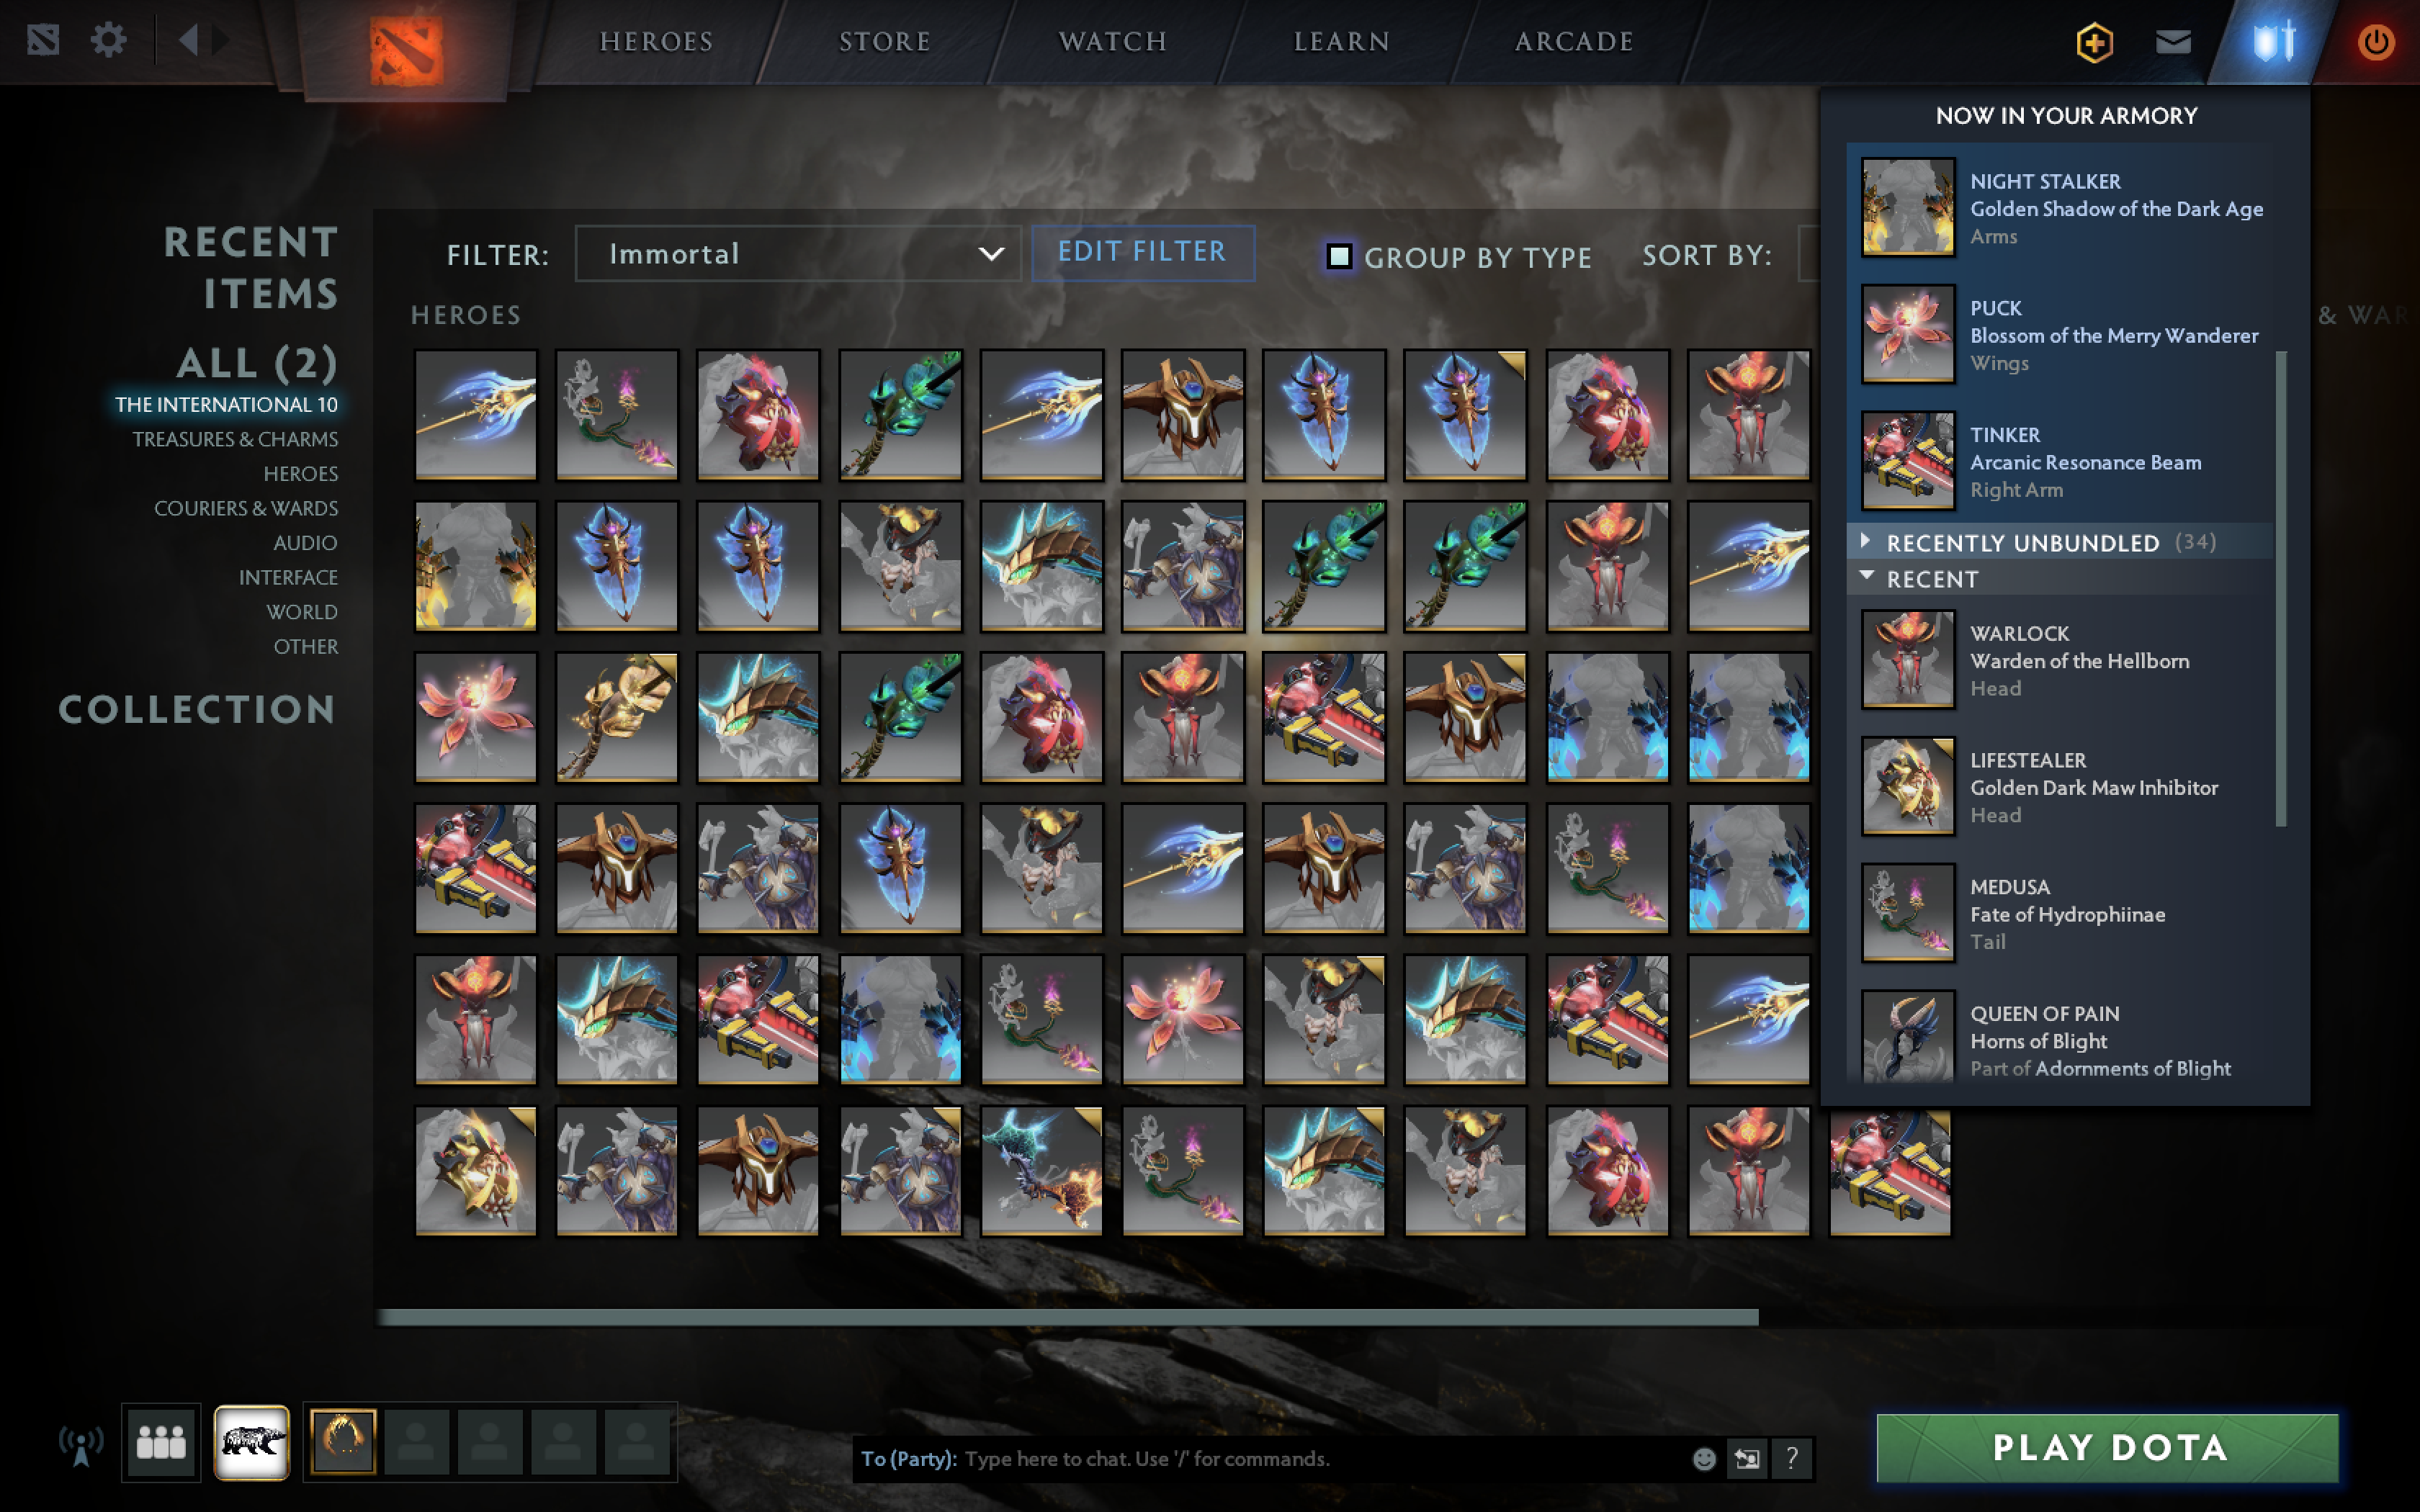 HEROES
STORE
WATCH
LEARN
ARCADE
RECENT
ITEMS
ALL (2)
THE INTERNATIONAL 10
TREASURES & CHARMS
HEROES
COURIERS & WARDS
AUDIO
INTERFACE
WORLD
OTHER
COLLECTION
FILTER:
Immortal
EDIT FILTER
GROUP BY TYPE
SORT BY:
HEROES
& WAR
NOW IN YOUR ARMORY
NIGHT STALKER
Golden Shadow of the Dark Age
Arms
PUCK
Blossom of the Merry Wanderer
Wings
TINKER
Arcanic Resonance Beam
Right Arm
RECENTLY UNBUNDLED (34)
RECENT
WARLOCK
Warden of the Hellborn
Head
LIFESTEALER
Golden Dark Maw Inhibitor
Head
MEDUSA
Fate of Hydrophiinae
Tail
QUEEN OF PAIN
Horns of Blight
Part of Adornments of Blight
To (Party): Type here to chat. Use '/' for commands.
?
PLAY DOTA